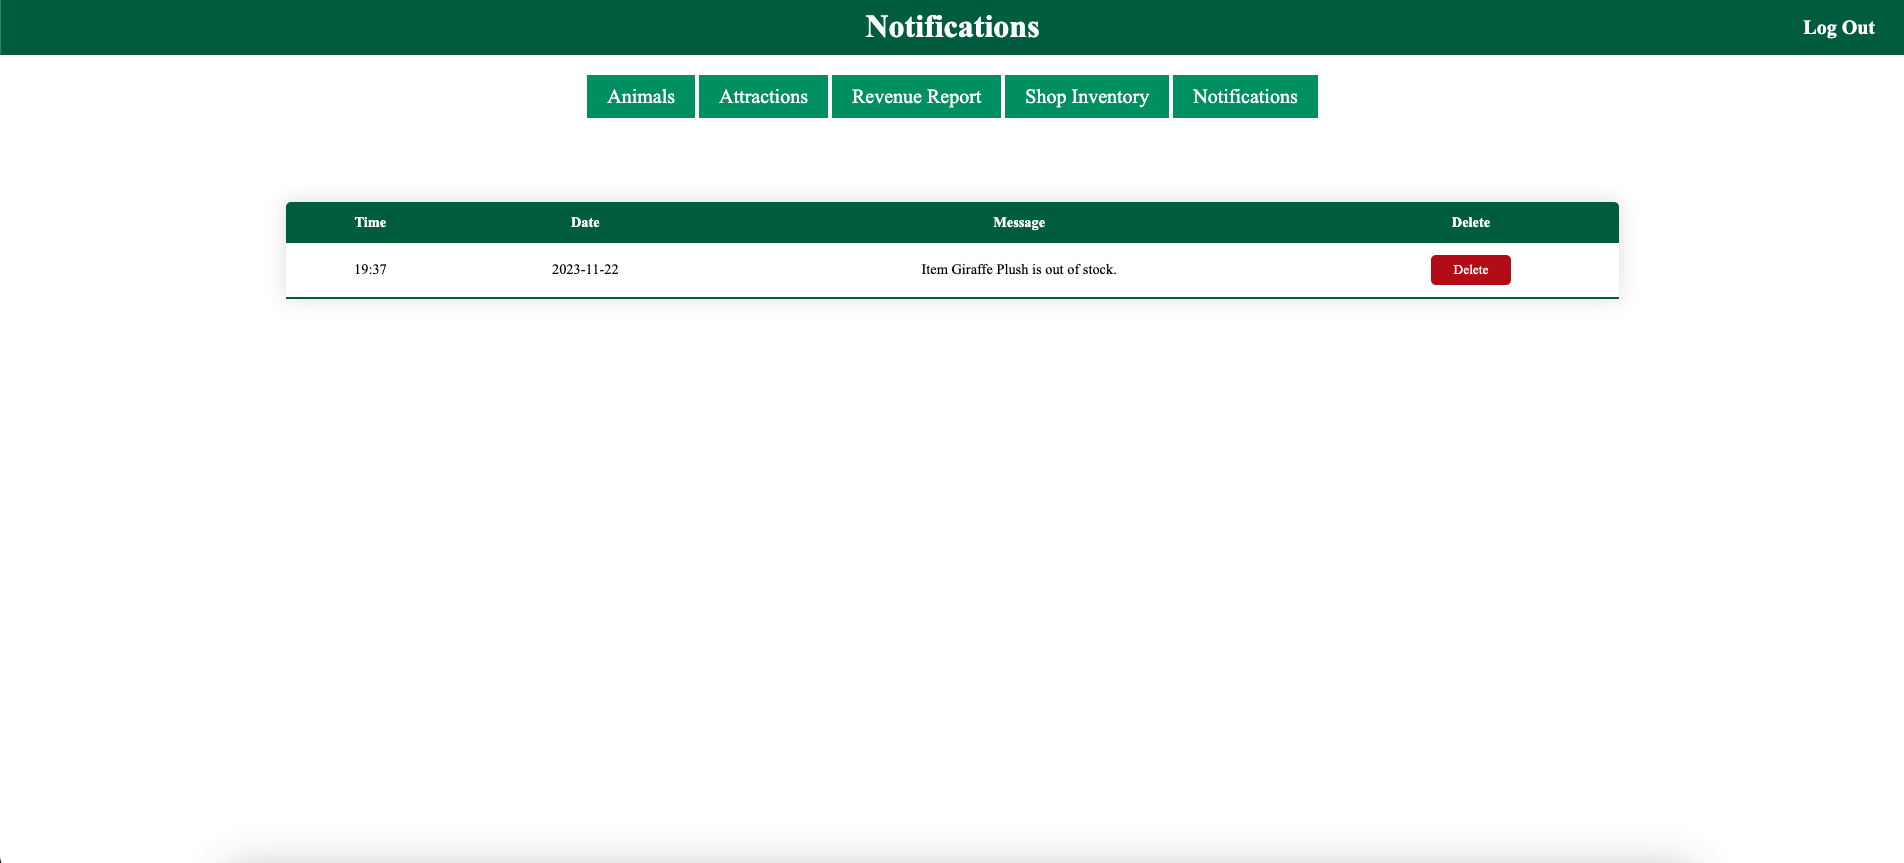 Notifications
Log Out
Animals Attractions Revenue Report Shop Inventory Notifications
Time Date Message Delete
19:37 2023-11-22 Item Giraffe Plush is out of stock. Delete